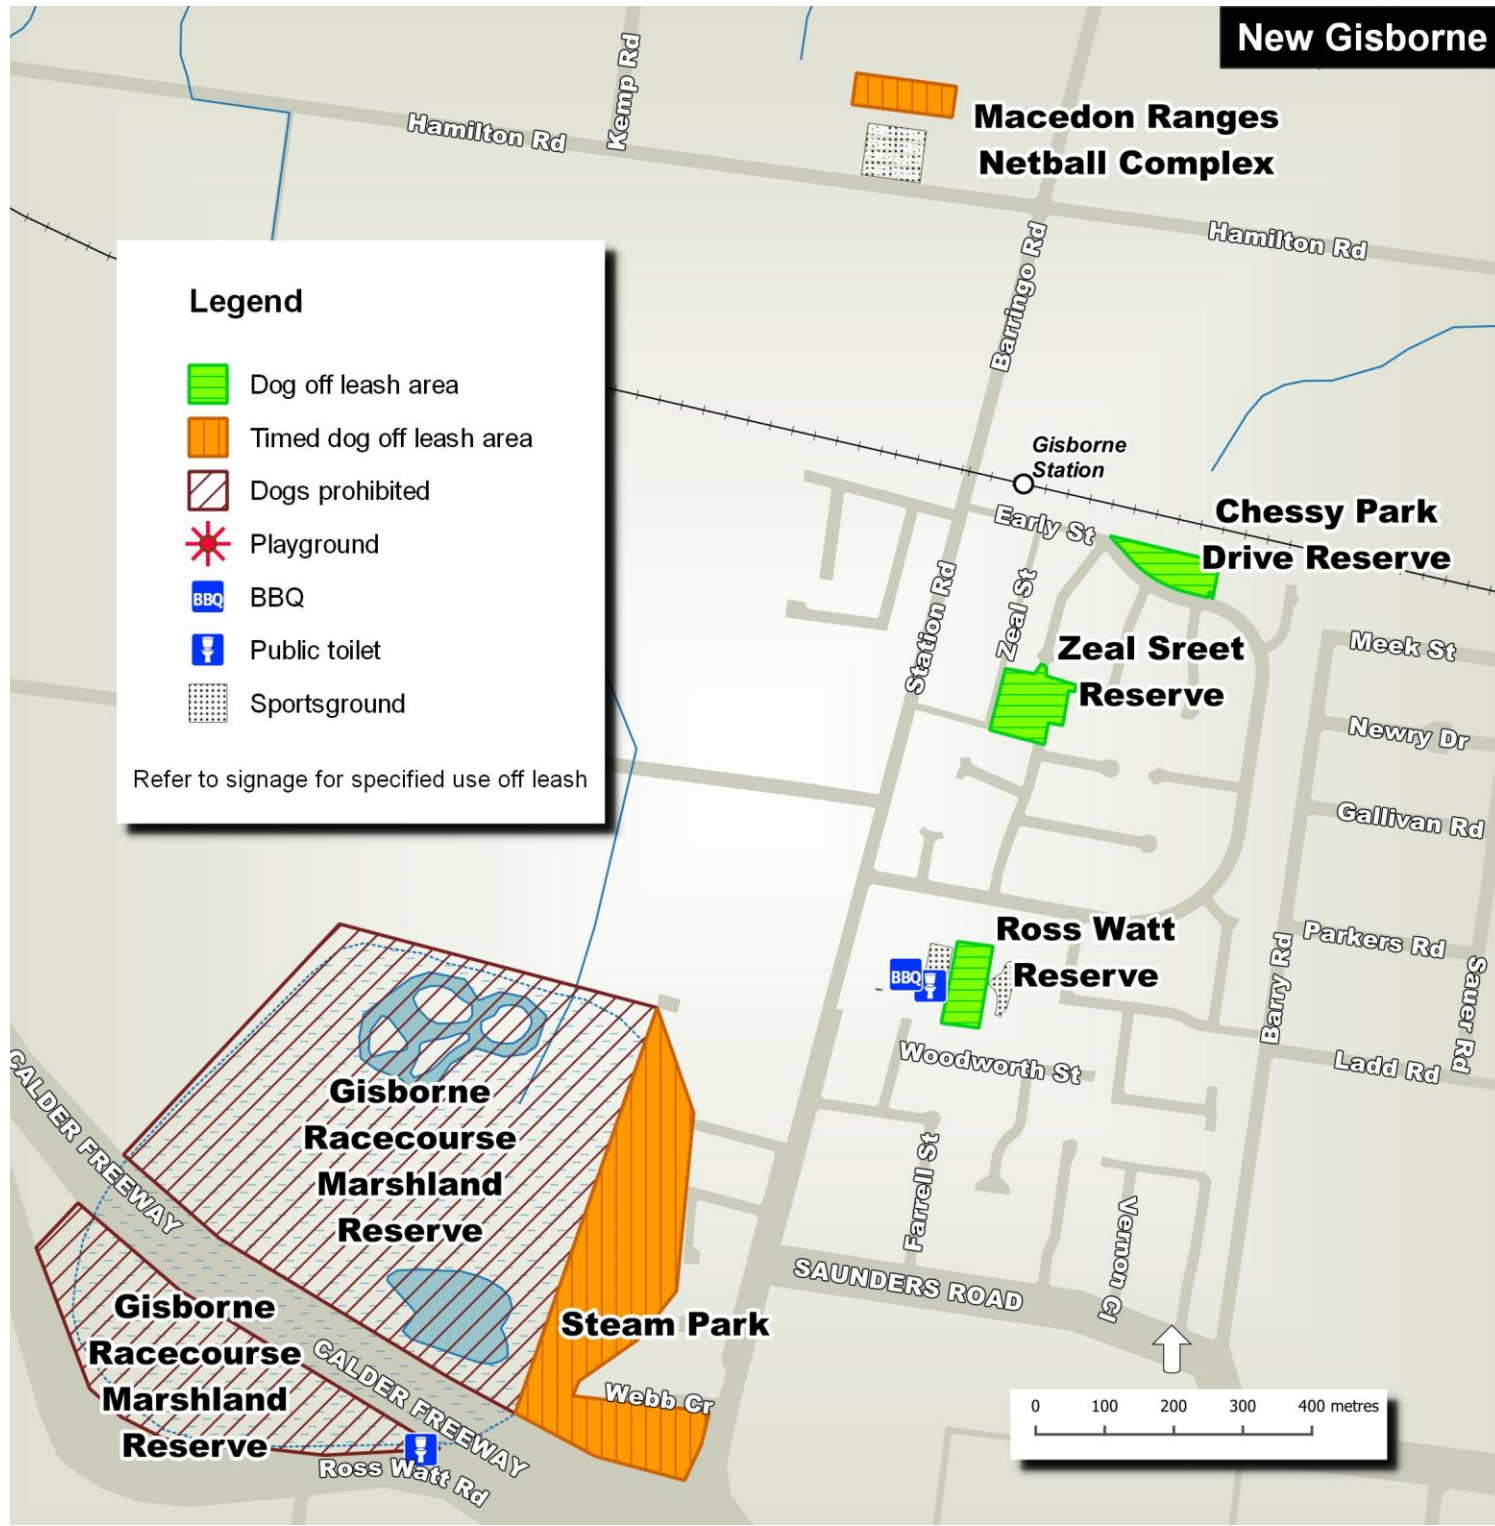 New Gisborne
Kemp Rd
Hamilton Rd
Macedon Ranges
Netball Complex
Hamilton Rd
Barringo Rd
Legend
Dog off leash area
Timed dog off leash area
Dogs prohibited
Playground
BBQ
BBQ
Public toilet
Sportsground
Refer to signage for specified use off leash
Gisborne
Station
Early St
Chessy Park
Drive Reserve
Station Rd
Zeal St
Zeal Sreet
Reserve
Meek St
Newry Dr
Gallivan Rd
Parkers Rd
Sauer Rd
Barry Rd
Ladd Rd
Ross Watt
Reserve
BBQ
Woodworth St
Farrell St
Vernon Cl
SAUNDERS ROAD
CALDER FREEWAY
Gisborne
Racecourse
Marshland
Reserve
Gisborne
Racecourse
Marshland
Reserve
CALDER FREEWAY
Ross Watt Rd
Steam Park
Webb Cr
0 100 200 300 400 metres